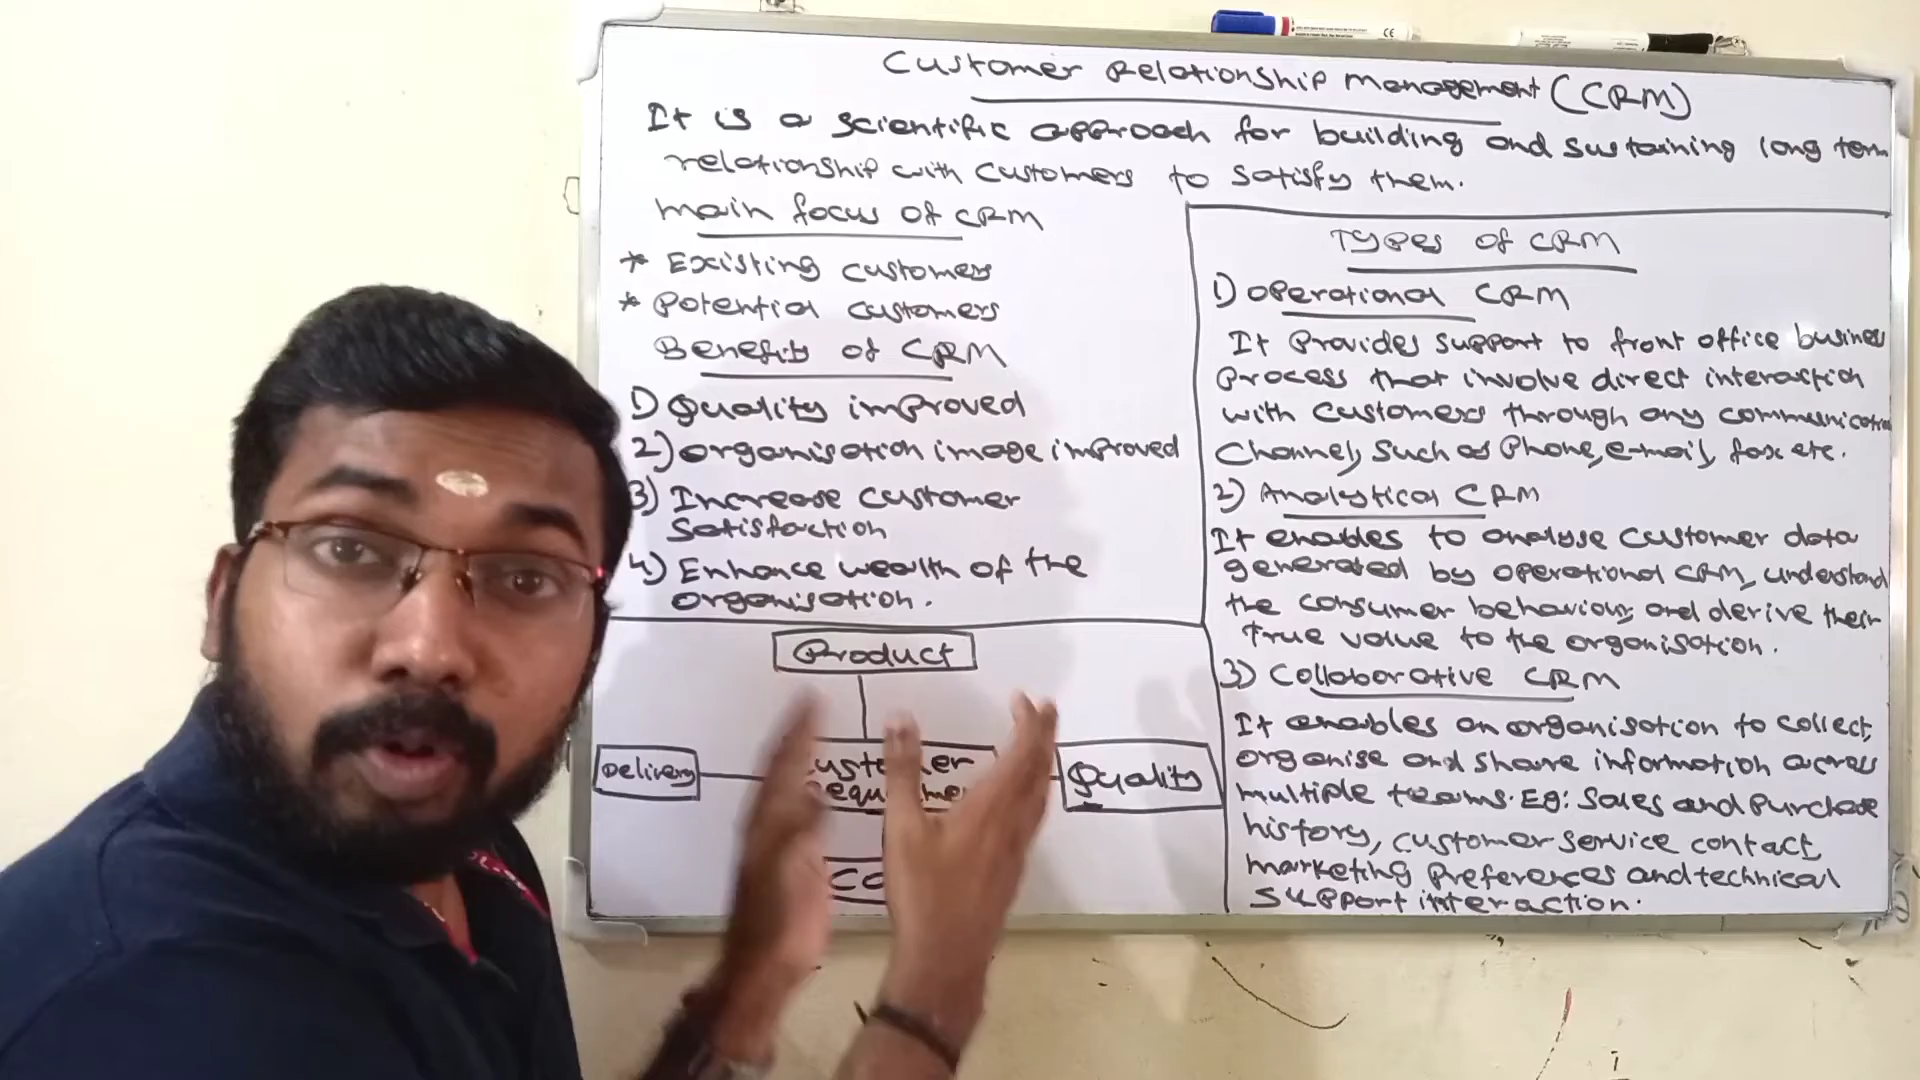 Customer Relationship Management (CRM)
It is a scientific approach for building and sustaining long term
relationship with customers to satisfy them.
Main focus of CRM
* Existing customers
* Potential customers
Benefits of CRM
1) Quality improved
2) Organisation image improved
3) Increase customer
satisfaction
4) Enhance wealth of the
organisation.
Product
Delivery
Quality
Types of CRM
1) Operational CRM
It provides support to front office business
process that involve direct interaction
with customers through any communication
channels such as Phone, e-mail, fax etc.
2) Analytical CRM
It enables to analyse customer data
generated by operational CRM, understand
the consumer behaviour, and derive their
true value to the organisation.
3) Collaborative CRM
It enables an organisation to collect,
organise and share information across
multiple teams. Eg: Sales and purchase
history, customer service contact,
marketing preferences and technical
support interaction.